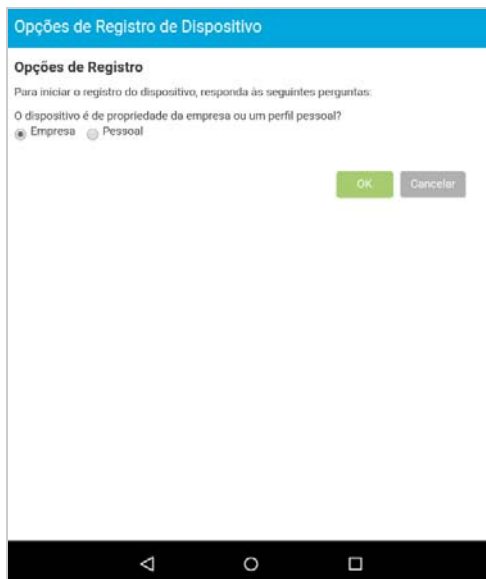 Opções de Registro de Dispositivo
Opções de Registro
Para iniciar o registro do dispositivo, responda às seguintes perguntas:
O dispositivo é de propriedade da empresa ou um perfil pessoal?
Empresa Pessoal
OK Cancelar